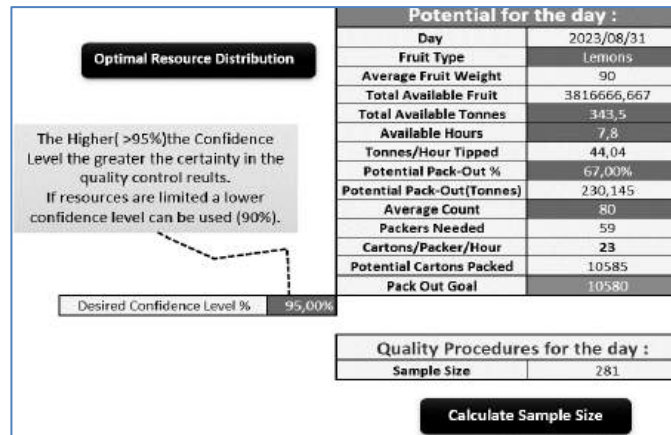 Potential for the day :
Optimal Resource Distribution
Day 2023/08/31
Fruit Type Lemons
Average Fruit Weight 90
Total Available Fruit 3816666,667
Total Available Tonnes 343,5
Available Hours 7,8
Tonnes/Hour Tipped 44,04
Potential Pack-Out % 67,00%
Potential Pack-Out(Tonnes) 230,145
Average Count 80
Packers Needed 59
Cartons/Packer/Hour 23
Potential Cartons Packed 10585
Pack Out Goal 10580
The Higher( >95%)the Confidence
Level the greater the certainty in the
quality control reults.
If resources are limited a lower
confidence level can be used (90%).
Desired Confidence Level % 95,00%
Quality Procedures for the day :
Sample Size 281
Calculate Sample Size